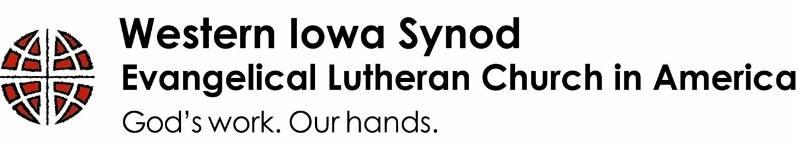 Western Iowa Synod
Evangelical Lutheran Church in America
God's work. Our hands.